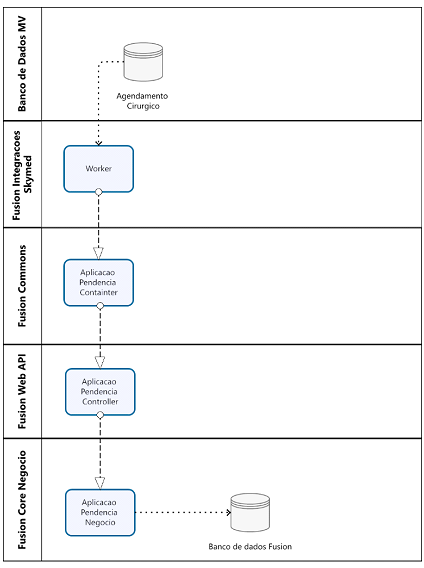 Banco de Dados MV
Agendamento
Cirurgico
Fusion Integracoes
Skymed
Worker
Fusion Commons
Aplicacao
Pendencia
Containter
Fusion Web API
Aplicacao
Pendencia
Controller
Fusion Core Negocio
Aplicacao
Pendencia
Negocio
Banco de dados Fusion